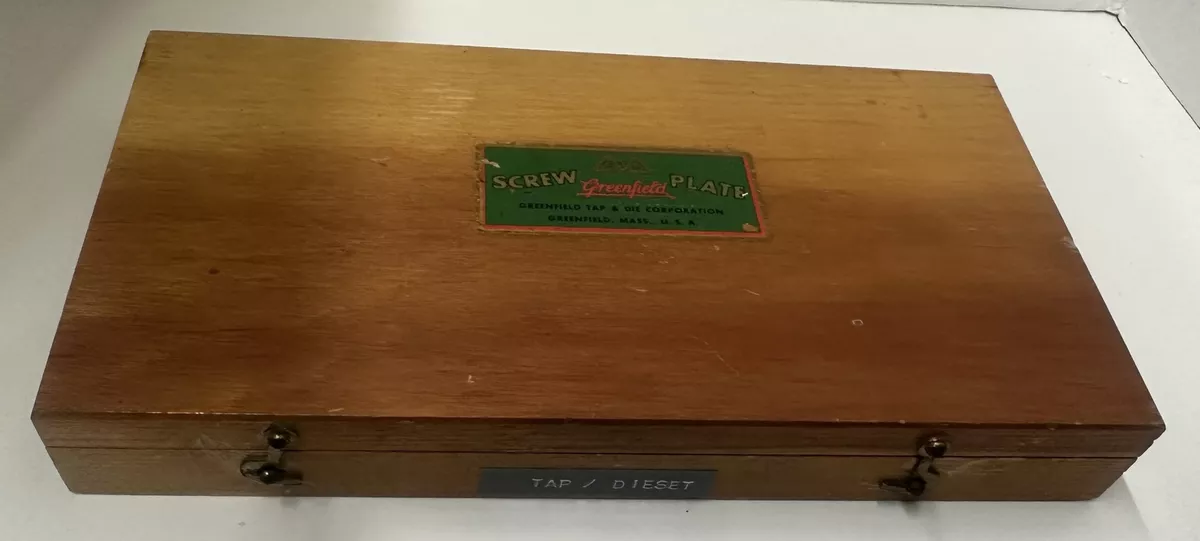 SCREW Greenfield PLATE
GREENFIELD TAP & DIE CORPORATION
GREENFIELD, MASS., U. S. A.
TAP / DIESET